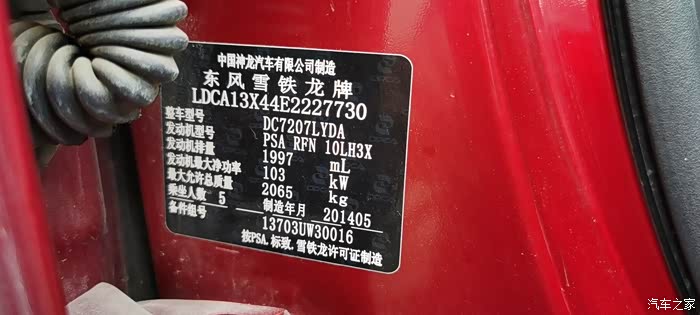 中国神龙汽车有限公司制造
东风雪铁龙牌
LDCA13X44E2227730
整车型号 DC7207LYDA
发动机型号 PSA RFN 10LH3X
发动机排量 1997 mL
发动机最大净功率 103 kW
最大允许总质量 2065 kg
乘坐人数 5 制造年月 201405
备件组号 13703UW30016
按PSA.标致.雪铁龙许可证制造
汽车之家